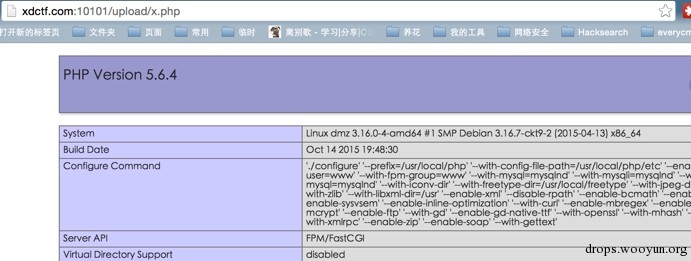 xdctf.com:10101/upload/x.php
打开新的标签页 文件夹 页面 常用 临时 离别歌 - 学习|分享|C 养花 我的工具 网络安全 Hacksearch everycm
PHP Version 5.6.4
System Linux dmz 3.16.0-4-amd64 #1 SMP Debian 3.16.7-ckt9-2 (2015-04-13) x86_64
Build Date Oct 14 2015 19:48:30
Configure Command './configure' '--prefix=/usr/local/php' '--with-config-file-path=/usr/local/php/etc' '--ena
user=www' '--with-fpm-group=www' '--with-mysql=mysqlnd' '--with-mysqli=mysqlnd' '--w
mysql=mysqlnd' '--with-iconv-dir' '--with-freetype-dir=/usr/local/freetype' '--with-jpeg-d
with-zlib' '--with-libxml-dir=/usr' '--enable-xml' '--disable-rpath' '--enable-bcmath' '--en
enable-sysvsem' '--enable-inline-optimization' '--with-curl' '--enable-mbregex' '--enable
mcrypt' '--enable-ftp' '--with-gd' '--enable-gd-native-ttf' '--with-openssl' '--with-mhash' '-
with-xmlrpc' '--enable-zip' '--enable-soap' '--with-gettext'
Server API FPM/FastCGI
Virtual Directory Support disabled
drops.wooyun.org